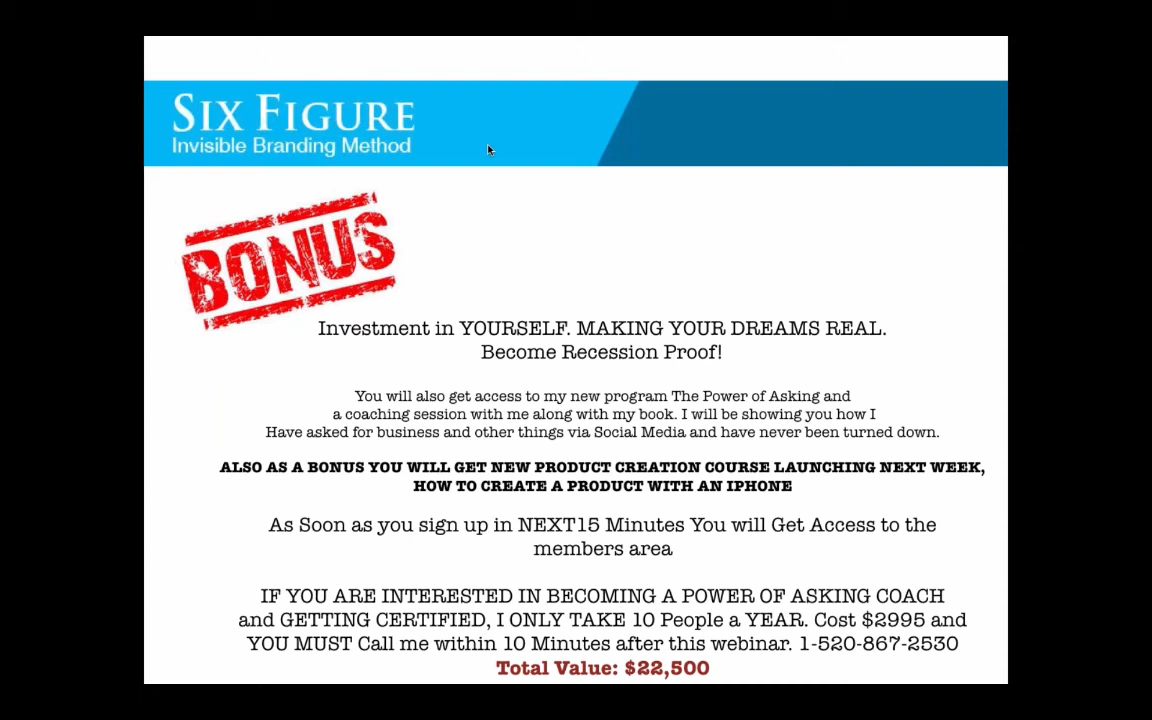 SIX FIGURE
Invisible Branding Method
BONUS
Investment in YOURSELF. MAKING YOUR DREAMS REAL.
Become Recession Proof!
You will also get access to my new program The Power of Asking and
a coaching session with me along with my book. I will be showing you how I
Have asked for business and other things via Social Media and have never been turned down.
ALSO AS A BONUS YOU WILL GET NEW PRODUCT CREATION COURSE LAUNCHING NEXT WEEK,
HOW TO CREATE A PRODUCT WITH AN IPHONE
As Soon as you sign up in NEXT15 Minutes You will Get Access to the
members area
IF YOU ARE INTERESTED IN BECOMING A POWER OF ASKING COACH
and GETTING CERTIFIED, I ONLY TAKE 10 People a YEAR. Cost $2995 and
YOU MUST Call me within 10 Minutes after this webinar. 1-520-867-2530
Total Value: $22,500